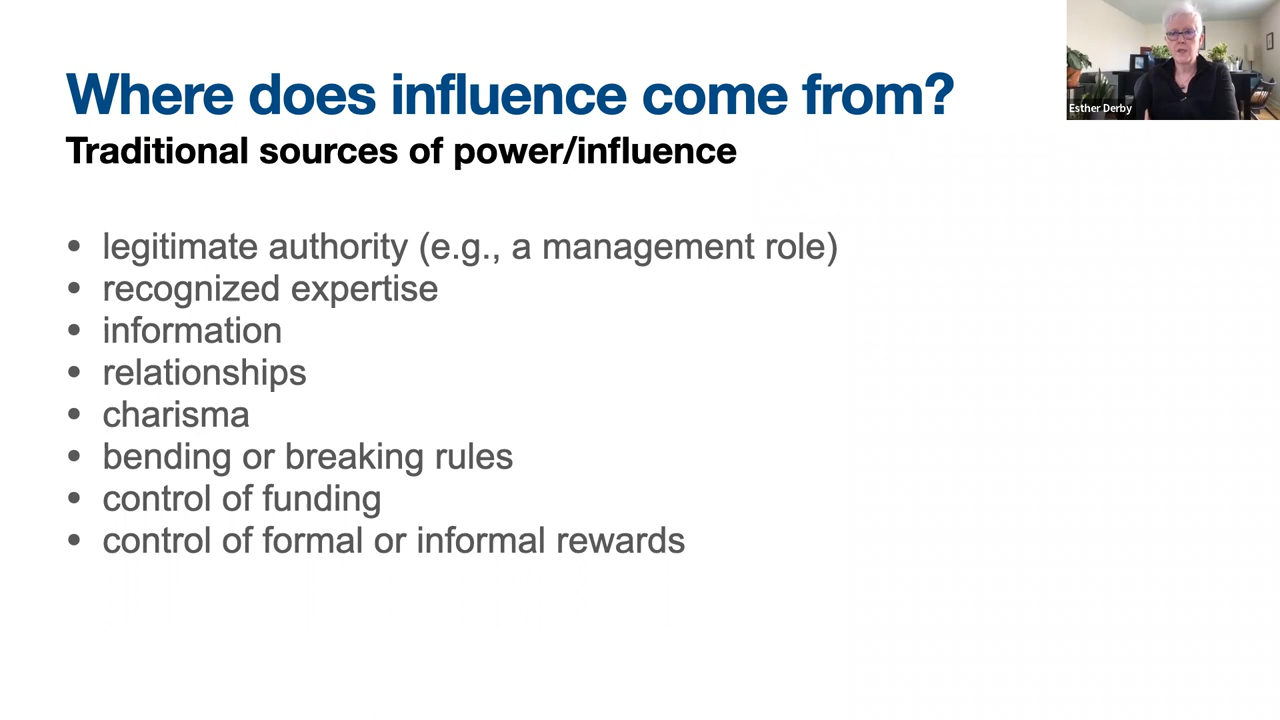 Where does influence come from?
Traditional sources of power/influence
• legitimate authority (e.g., a management role)
• recognized expertise
• information
• relationships
• charisma
• bending or breaking rules
• control of funding
• control of formal or informal rewards
Esther Derby